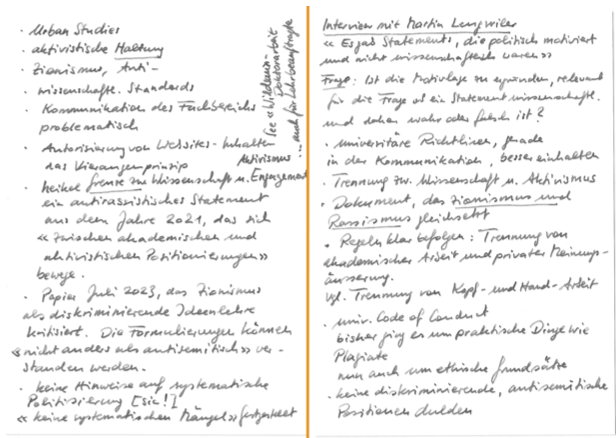 · Urban Studies
· aktivistische Haltung
· Zionismus, Anti-
· wissenschaftl. Standards
· Kommunikation des Fachbereichs
problematisch
· Autorisierung von Websites-Inhalten
das Vieraugenprinzip
· heikel Grenze zw. Wissenschaft u. Engagement
Aktivismus
ein antirassistisches Statement
aus dem Jahre 2021, das sich
«zwischen akademischen und
aktivistischen Positionierungen»
bewege.
· Papier Juli 2023, das Zionismus
als diskriminierende Ideenlehre
kritisiert. Die Formulierungen können
«nicht anders als antisemitisch» ver-
standen werden.
· keine Hinweise auf systematische
Politisierung [sic!]
«keine systematischen Mängel» festgestellt
Doktorarbeit
... auch für Lehrbeauftragte
Interview mit Martin Lengwiler
« Es gab Statements, die politisch motiviert
und nicht wissenschaftlich waren »
Frage: Ist die Motivlage zu ergründen, relevant
für die Frage ob ein Statement wissenschaftl.
und daher wahr oder falsch ist?
· universitäre Richtlinien, gerade
in der Kommunikation, besser einhalten
· Trennung zw. Wissenschaft u. Aktivismus
· Dokument, das Zionismus und
Rassismus gleichsetzt
· Regeln klar befolgen: Trennung von
akademischer Arbeit und privater Meinungs-
äusserung.
vgl. Trennung von Kopf- und Hand-Arbeit
· univ. Code of Conduct
bisher ging es um praktische Dinge wie
Plagiate
nun auch um ethische Grundsätze
· keine diskriminierende, antisemitische
Positionen dulden